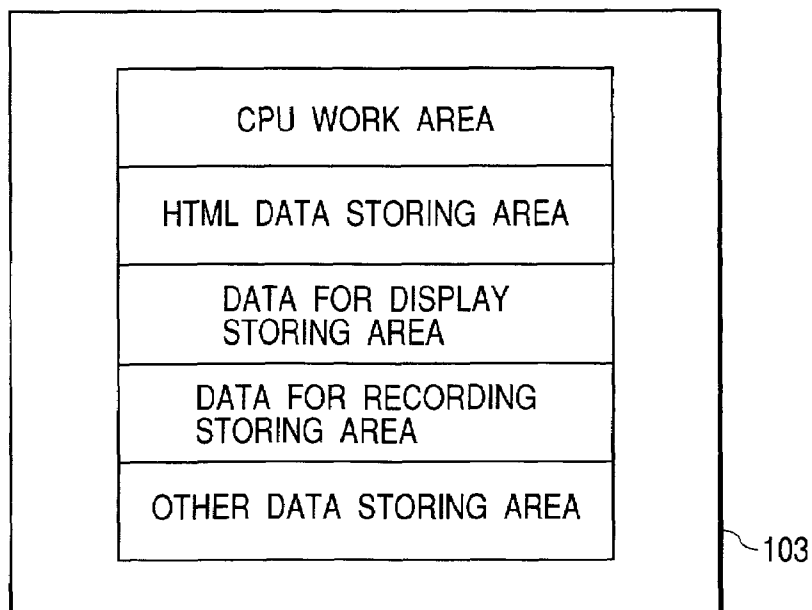 CPU WORK AREA
HTML DATA STORING AREA
DATA FOR DISPLAY
STORING AREA
DATA FOR RECORDING
STORING AREA
OTHER DATA STORING AREA
103